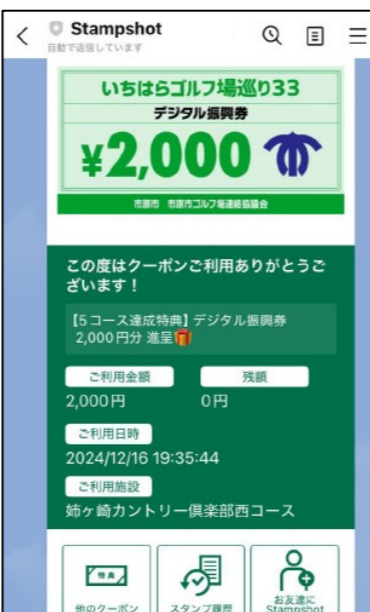 Stampshot
自動で返信しています
いちはらゴルフ場巡り33
デジタル振興券
¥2,000
市原市 市原市ゴルフ場連絡協議会
この度はクーポンご利用ありがとうご
ざいます！
【5コース達成特典】デジタル振興券
2,000円分 進呈🎁
ご利用金額 残額
2,000円 0円
ご利用日時
2024/12/16 19:35:44
ご利用施設
姉ヶ崎カントリー倶楽部西コース
特典
他のクーポン スタンプ履歴 お友達に
Stampshot